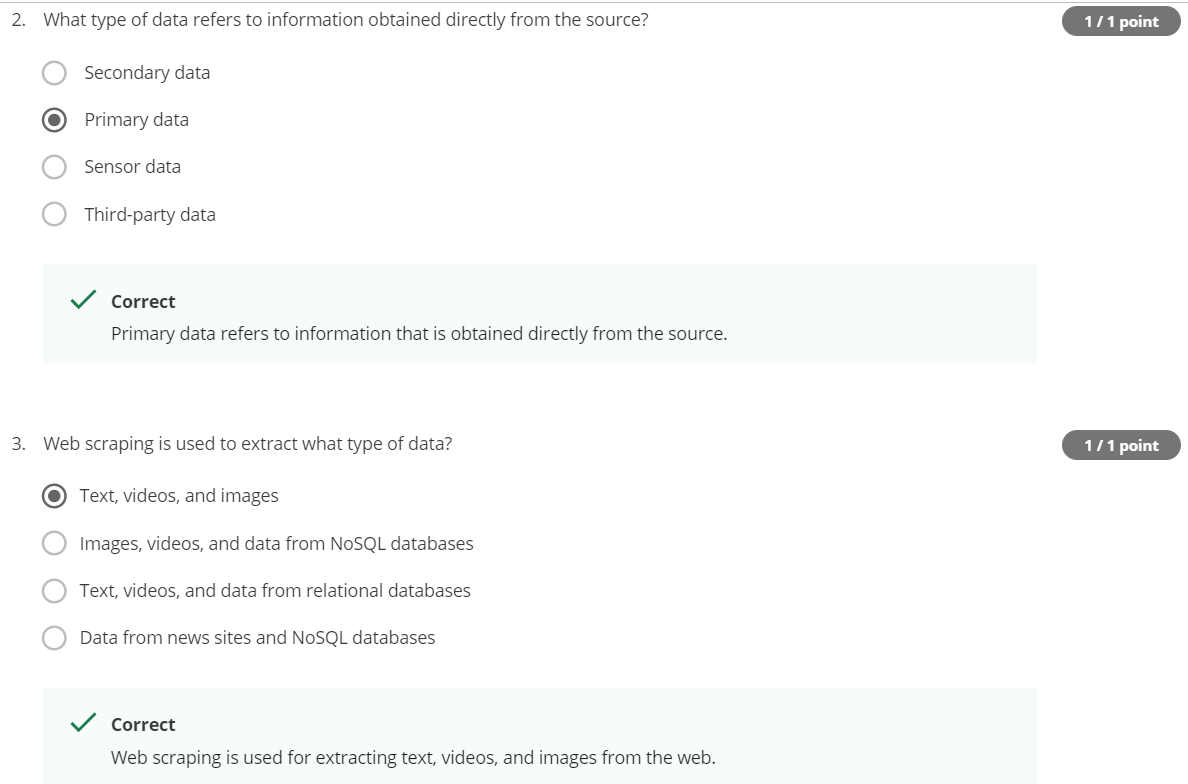 2. What type of data refers to information obtained directly from the source?
1 / 1 point
Secondary data
Primary data
Sensor data
Third-party data
Correct
Primary data refers to information that is obtained directly from the source.
3. Web scraping is used to extract what type of data?
1 / 1 point
Text, videos, and images
Images, videos, and data from NoSQL databases
Text, videos, and data from relational databases
Data from news sites and NoSQL databases
Correct
Web scraping is used for extracting text, videos, and images from the web.